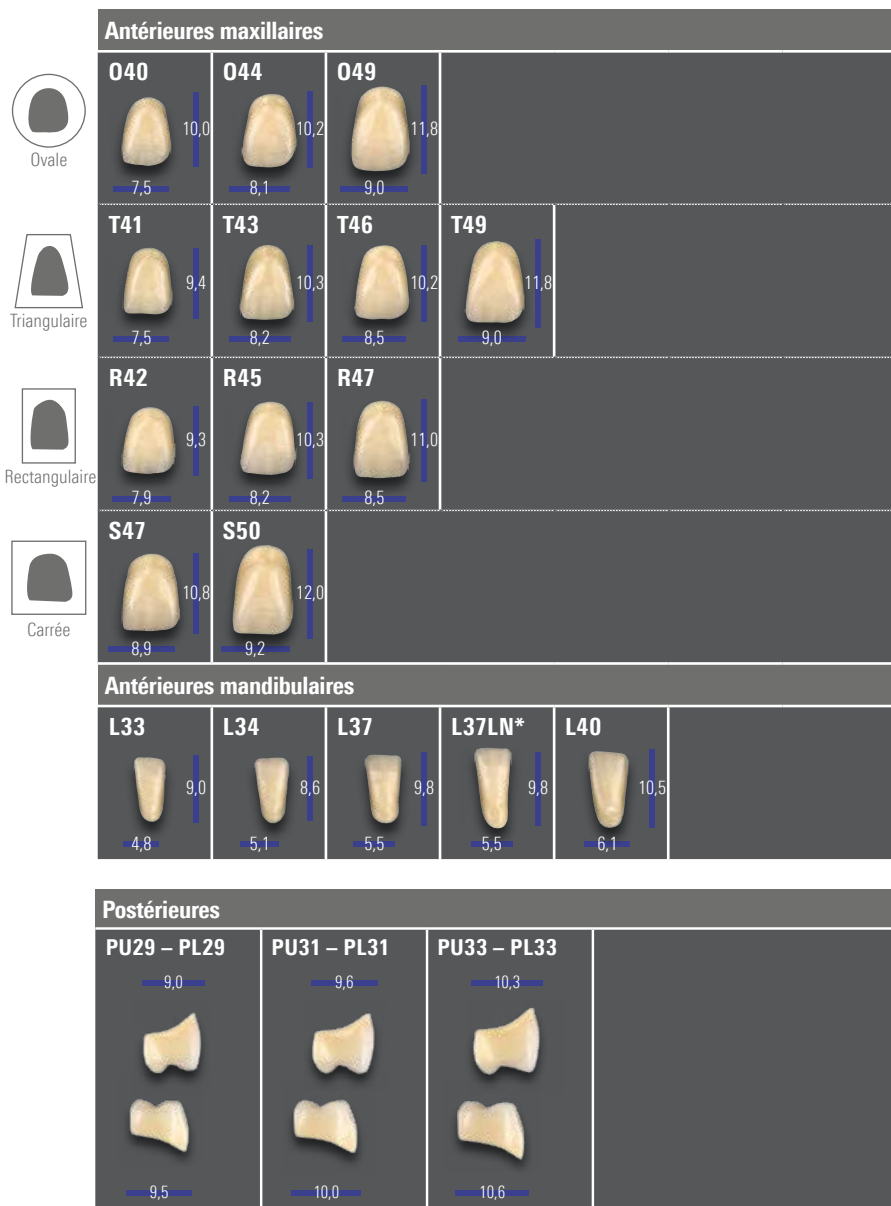 Antérieures maxillaires
O40 O44 O49
10,0 10,2 11,8
Ovale
7,5 8,1 9,0
T41 T43 T46 T49
9,4 10,3 10,2 11,8
Triangulaire
7,5 8,2 8,5 9,0
R42 R45 R47
9,3 10,3 11,0
Rectangulaire
7,9 8,2 8,5
S47 S50
10,8 12,0
Carrée
8,9 9,2
Antérieures mandibulaires
L33 L34 L37 L37LN* L40
9,0 8,6 9,8 9,8 10,5
4,8 5,1 5,5 5,5 6,1
Postérieures
PU29 – PL29 PU31 – PL31 PU33 – PL33
9,0 9,6 10,3
9,5 10,0 10,6